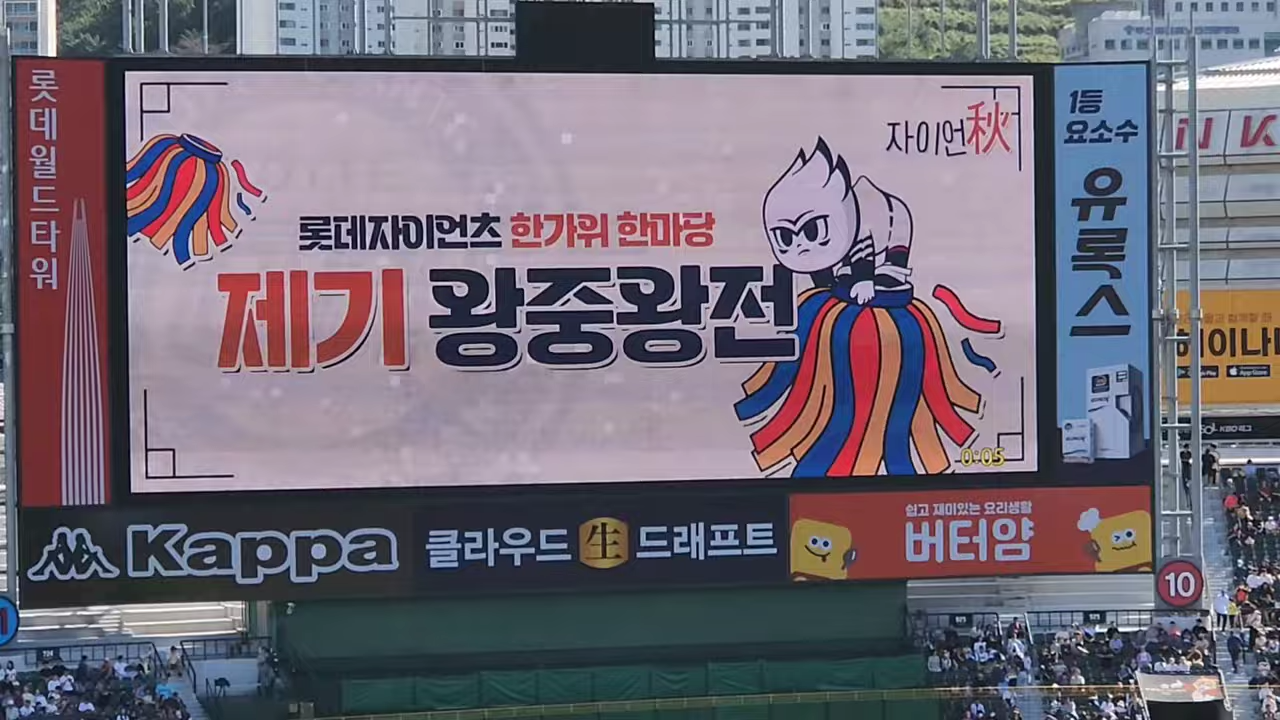 롯데월드타워
자이언秋
롯데자이언츠 한가위 한마당
제기 왕중왕전
0:05
1등
요소수
유록스
Kappa
클라우드 生 드래프트
쉽고 재미있는 요리생활
버터얌
10